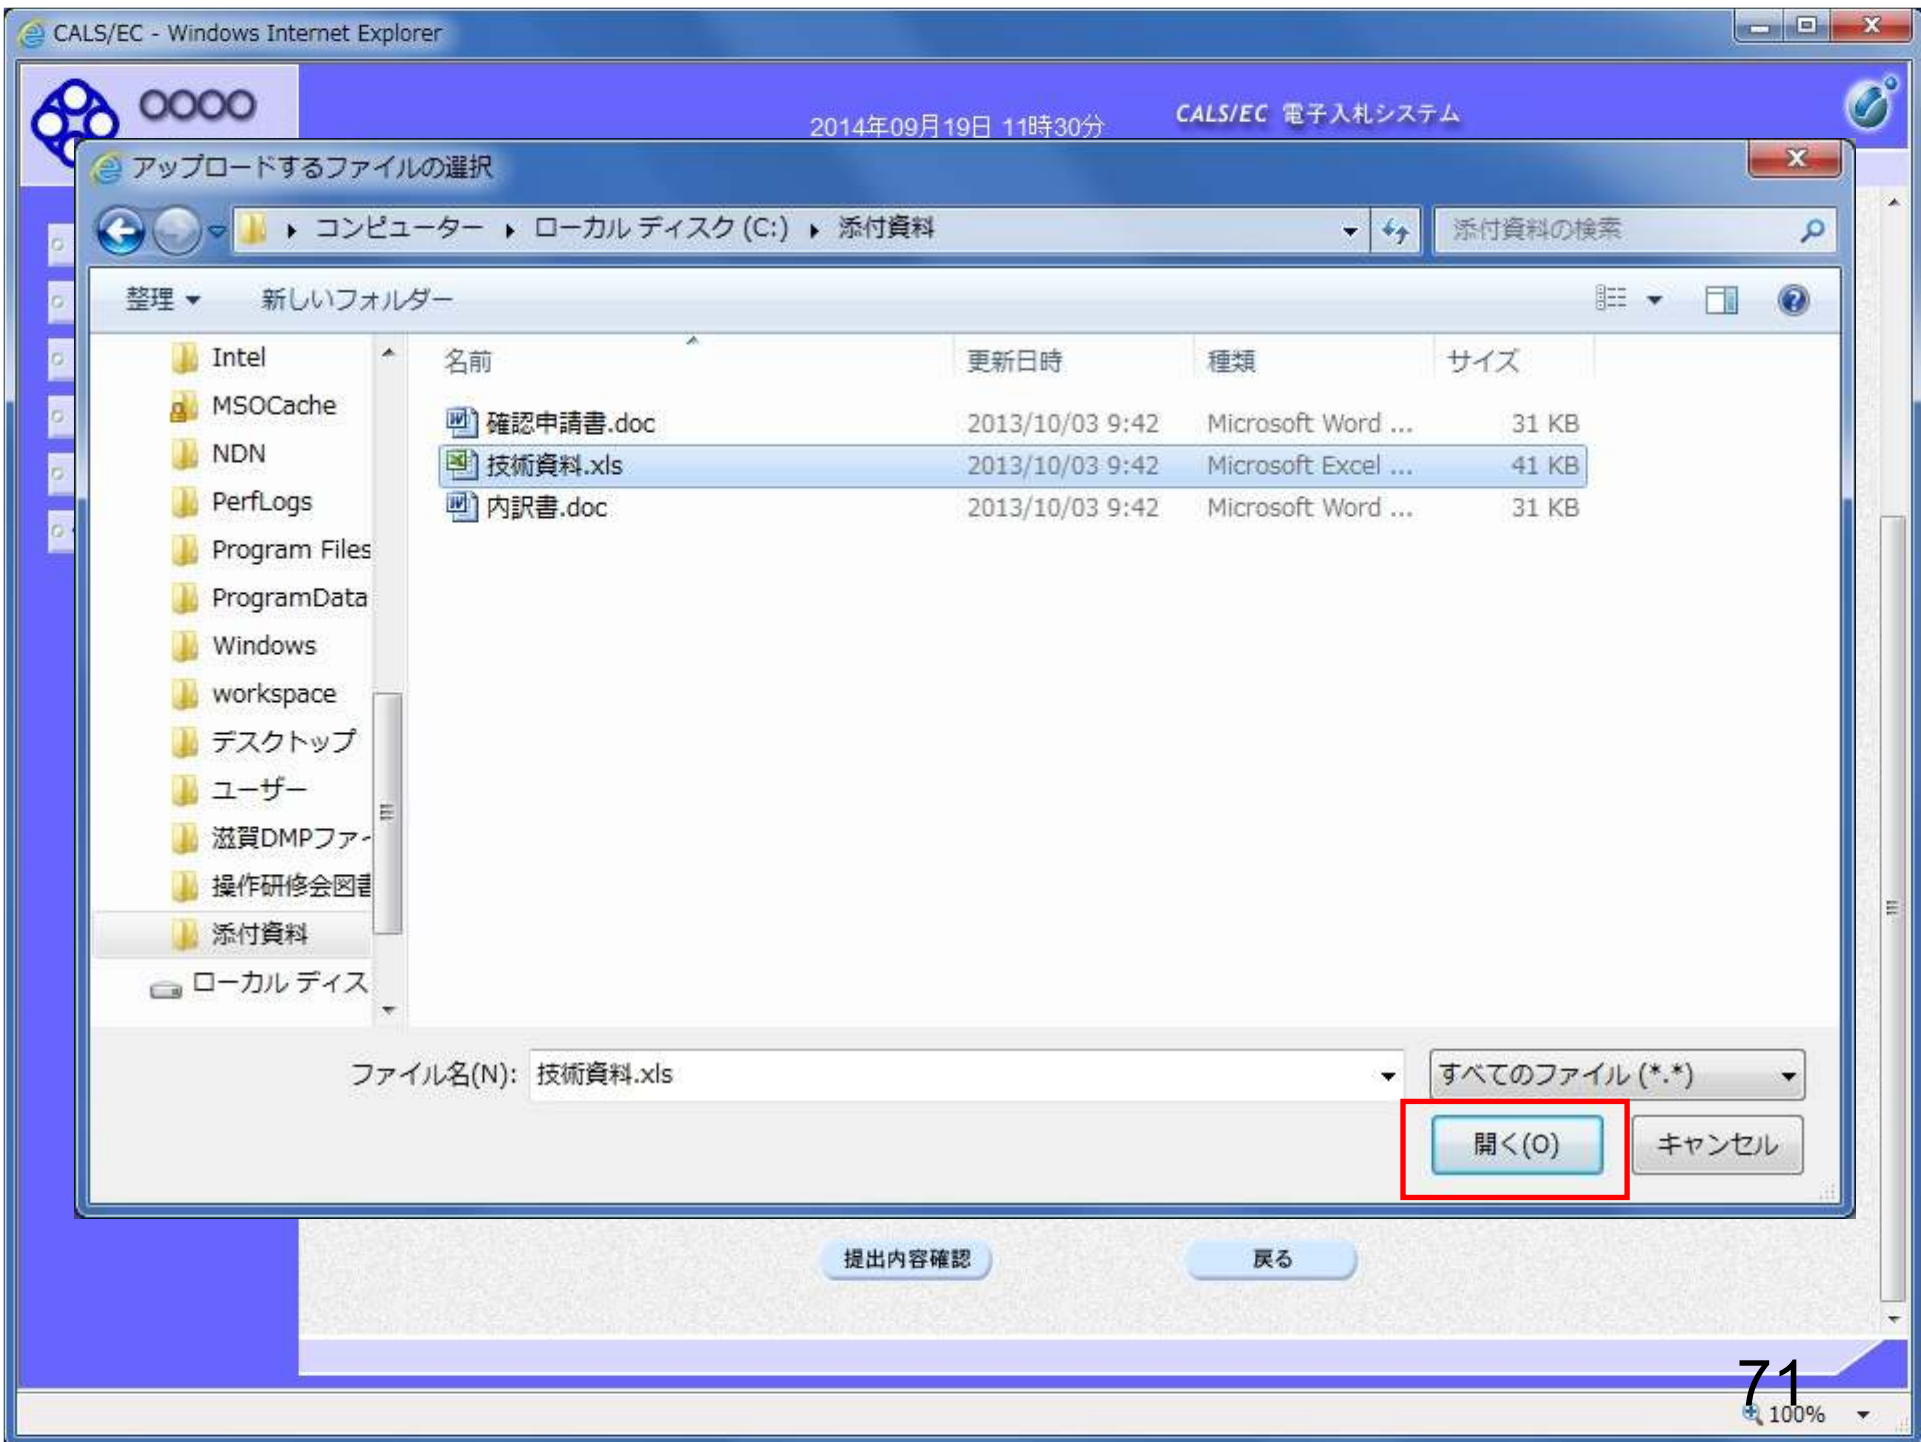 CALS/EC - Windows Internet Explorer
OOOO
2014年09月19日 11時30分
CALS/EC 電子入札システム
アップロードするファイルの選択
コンピューター ▸ ローカル ディスク (C:) ▸ 添付資料
添付資料の検索
整理 ▼ 新しいフォルダー
Intel
MSOCache
NDN
PerfLogs
Program Files
ProgramData
Windows
workspace
デスクトップ
ユーザー
滋賀DMPファ
操作研修会図書
添付資料
ローカル ディス
名前 更新日時 種類 サイズ
確認申請書.doc 2013/10/03 9:42 Microsoft Word ... 31 KB
技術資料.xls 2013/10/03 9:42 Microsoft Excel ... 41 KB
内訳書.doc 2013/10/03 9:42 Microsoft Word ... 31 KB
ファイル名(N): 技術資料.xls
すべてのファイル (*.*)
開く(O) キャンセル
提出内容確認 戻る
71
100%